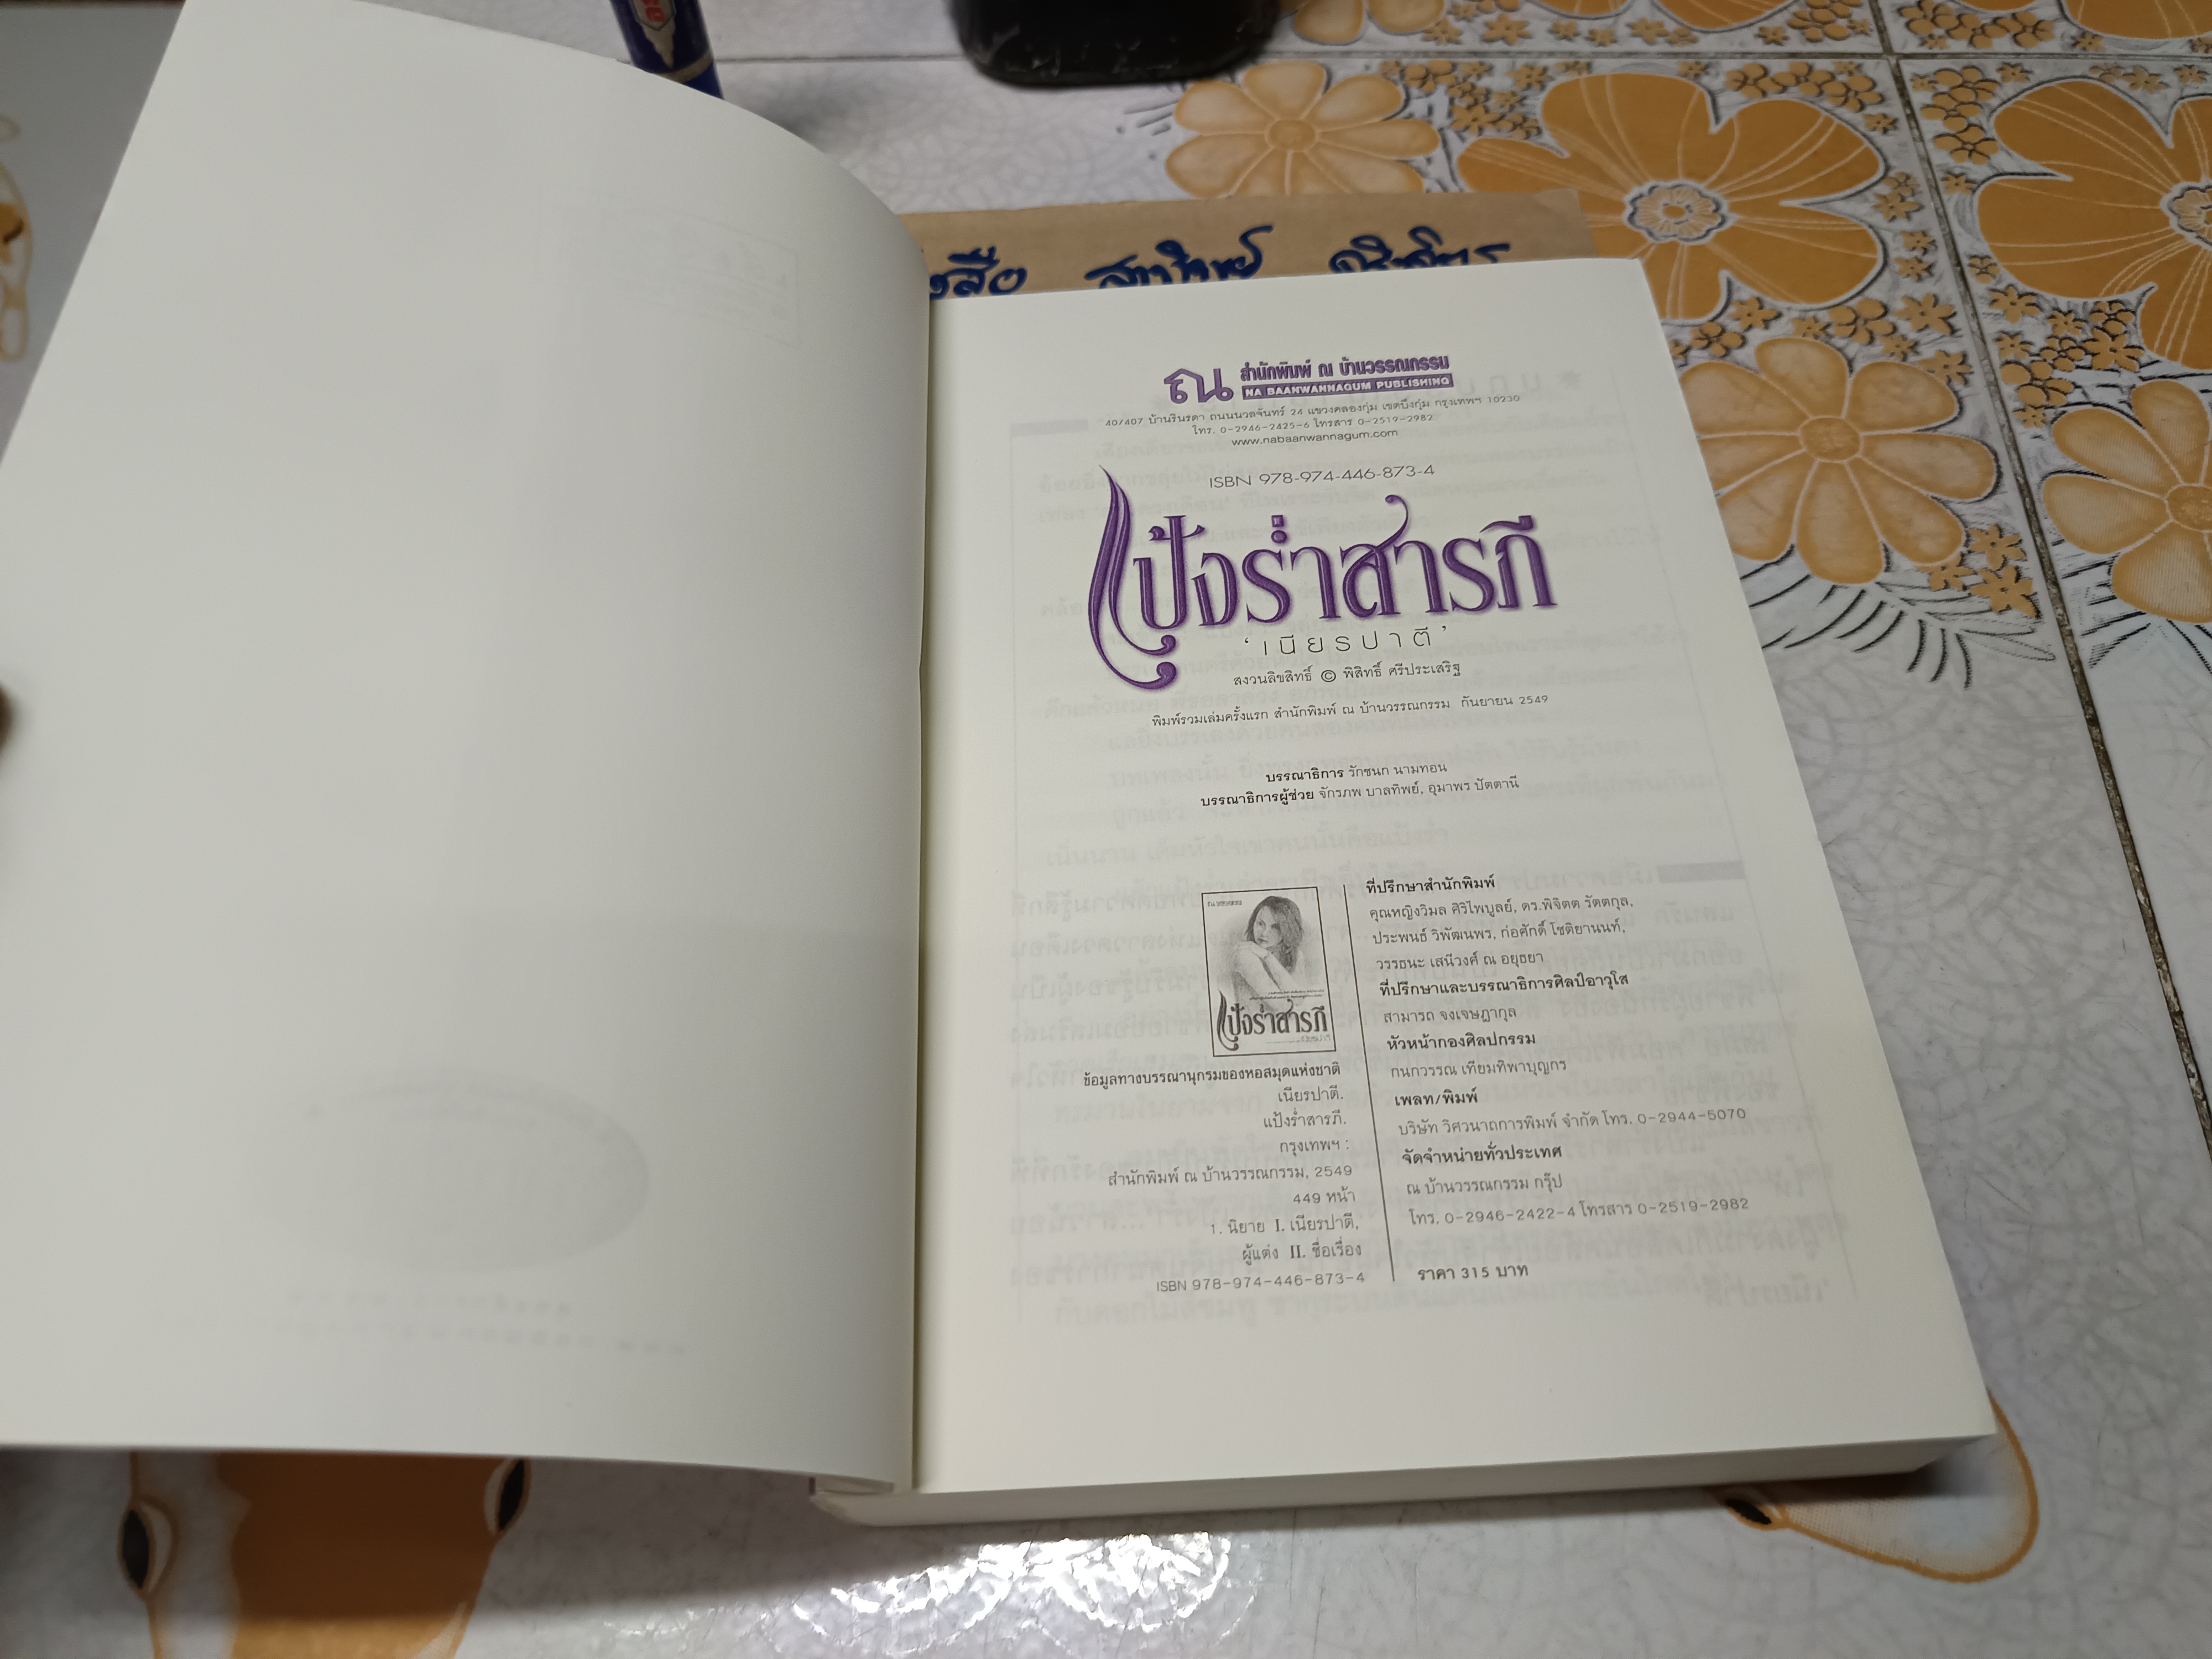 สือ
ณ สำนักพิมพ์ ณ บ้านวรรณกรรม
NA BAANWANNAGUM PUBLISHING
40/407 บ้านรินรดา ถนนนวลจันทร์ 24 แขวงคลองกุ่ม เขตบึงกุ่ม กรุงเทพฯ 10230
โทร. 0-2946-2425-6 โทรสาร 0-2519-2982
www.nabaanwannagum.com
ISBN 978-974-446-873-4
แป้งร่ำสารภี
'เนียรปาตี'
สงวนลิขสิทธิ์ © พิสิทธิ์ ศรีประเสริฐ
พิมพ์รวมเล่มครั้งแรก สำนักพิมพ์ ณ บ้านวรรณกรรม กันยายน 2549
บรรณาธิการ รักชนก นามทอน
บรรณาธิการผู้ช่วย จักรภพ บาลทิพย์, อุมาพร ปัตตานี
แป้งร่ำสารภี
ข้อมูลทางบรรณานุกรมของหอสมุดแห่งชาติ
เนียรปาตี.
แป้งร่ำสารภี.
กรุงเทพฯ :
สำนักพิมพ์ ณ บ้านวรรณกรรม, 2549
449 หน้า
1. นิยาย I. เนียรปาตี,
ผู้แต่ง II. ชื่อเรื่อง
ISBN 978-974-446-873-4
ที่ปรึกษาสำนักพิมพ์
คุณหญิงวิมล ศิริไพบูลย์, ดร.พิจิตต รัตตกุล,
ประพนธ์ วิพัฒนพร, ก่อศักดิ์ โชติยานนท์,
วรรธนะ เสนีวงศ์ ณ อยุธยา
ที่ปรึกษาและบรรณาธิการศิลป์อาวุโส
สามารถ จงเจษฎากุล
หัวหน้ากองศิลปกรรม
กนกวรรณ เทียมทิพาบุญกร
เพลท/พิมพ์
บริษัท วิศวนาถการพิมพ์ จำกัด โทร. 0-2944-5070
จัดจำหน่ายทั่วประเทศ
ณ บ้านวรรณกรรม กรุ๊ป
โทร. 0-2946-2422-4 โทรสาร 0-2519-2982
ราคา 315 บาท